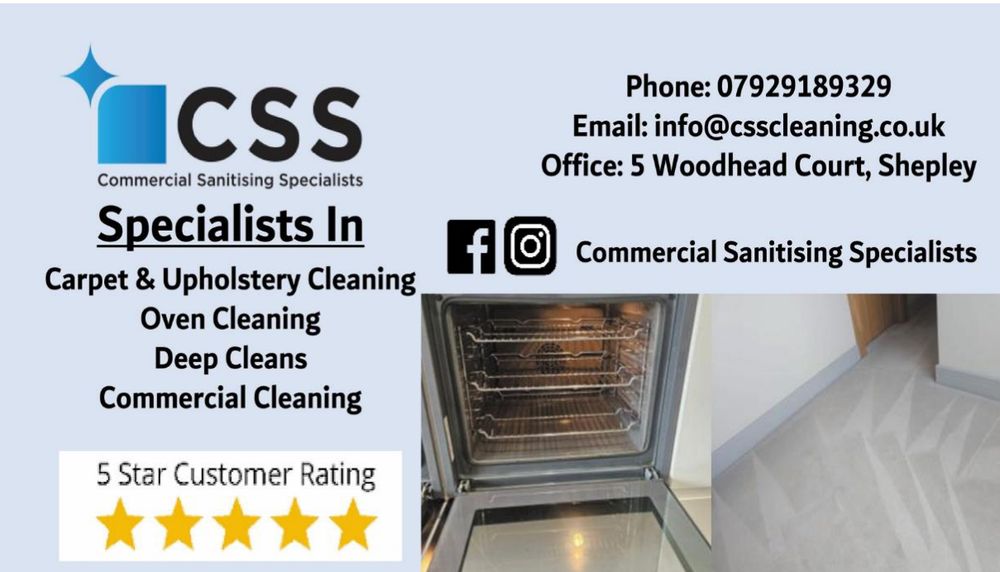 CSS
Commercial Sanitising Specialists
Specialists In
Carpet & Upholstery Cleaning
Oven Cleaning
Deep Cleans
Commercial Cleaning
5 Star Customer Rating
Phone: 07929189329
Email: info@csscleaning.co.uk
Office: 5 Woodhead Court, Shepley
Commercial Sanitising Specialists